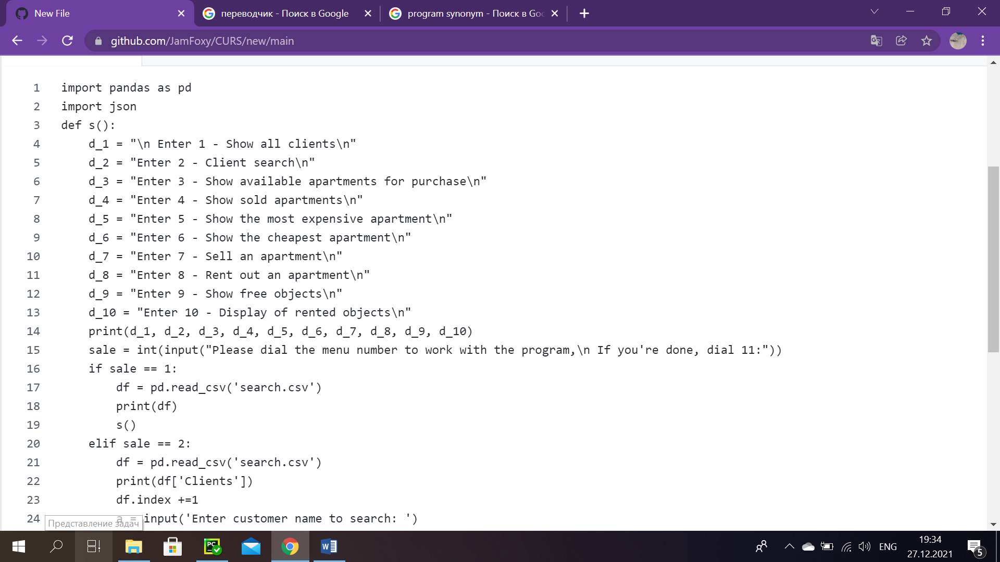 New File
переводчик - Поиск в Google
program synonym - Поиск в Goo
github.com/JamFoxy/CURS/new/main
1 import pandas as pd
2 import json
3 def s():
4 d_1 = "\n Enter 1 - Show all clients\n"
5 d_2 = "Enter 2 - Client search\n"
6 d_3 = "Enter 3 - Show available apartments for purchase\n"
7 d_4 = "Enter 4 - Show sold apartments\n"
8 d_5 = "Enter 5 - Show the most expensive apartment\n"
9 d_6 = "Enter 6 - Show the cheapest apartment\n"
10 d_7 = "Enter 7 - Sell an apartment\n"
11 d_8 = "Enter 8 - Rent out an apartment\n"
12 d_9 = "Enter 9 - Show free objects\n"
13 d_10 = "Enter 10 - Display of rented objects\n"
14 print(d_1, d_2, d_3, d_4, d_5, d_6, d_7, d_8, d_9, d_10)
15 sale = int(input("Please dial the menu number to work with the program,\n If you're done, dial 11:"))
16 if sale == 1:
17 df = pd.read_csv('search.csv')
18 print(df)
19 s()
20 elif sale == 2:
21 df = pd.read_csv('search.csv')
22 print(df['Clients'])
23 df.index +=1
24 a = input('Enter customer name to search: ')
Представление задач
PC
W
ENG
19:34
27.12.2021
5